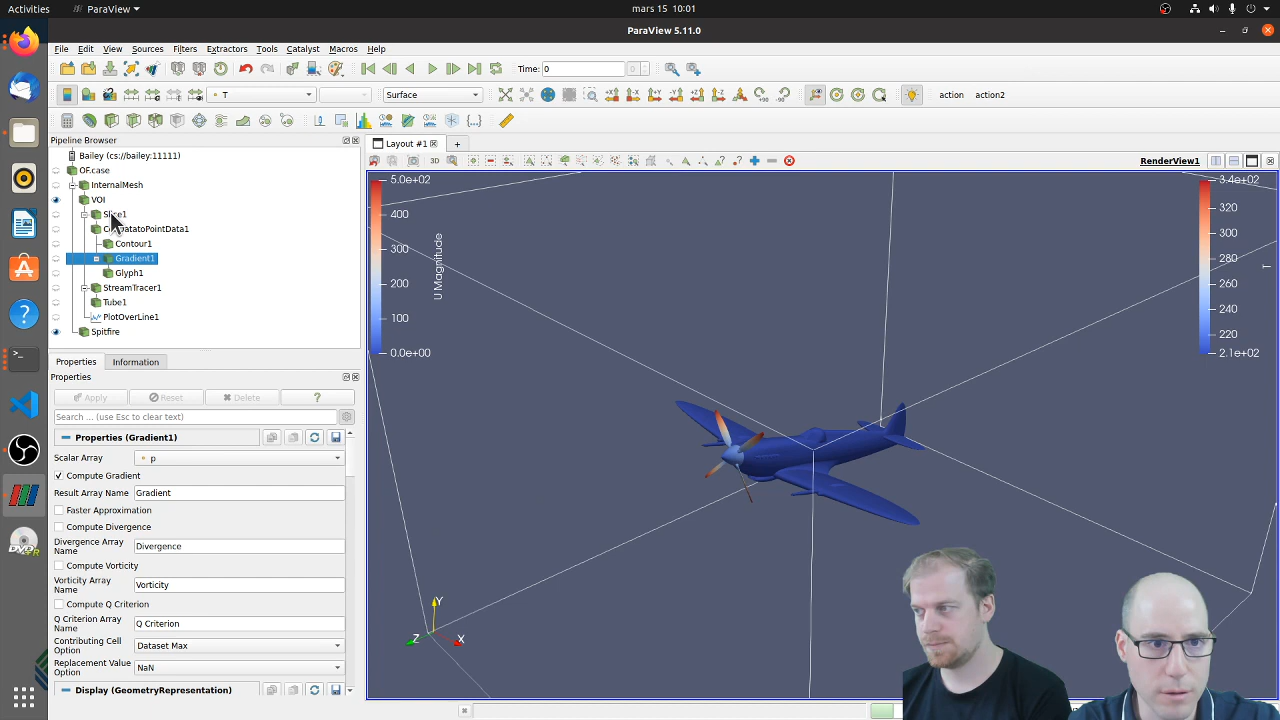 Activities
ParaView
mars 15 10:01
ParaView 5.11.0
File Edit View Sources Filters Extractors Tools Catalyst Macros Help
Time: 0
0
T
Surface
action
action2
Pipeline Browser
Bailey (cs://bailey:11111)
OF.case
InternalMesh
VOI
Slice1
CellDatatoPointData1
Contour1
Gradient1
Glyph1
StreamTracer1
Tube1
PlotOverLine1
Spitfire
Properties
Information
Properties
Apply
Reset
Delete
?
Search ... (use Esc to clear text)
Properties (Gradient1)
Scalar Array
p
Compute Gradient
Result Array Name
Gradient
Faster Approximation
Compute Divergence
Divergence Array Name
Divergence
Compute Vorticity
Vorticity Array Name
Vorticity
Compute Q Criterion
Q Criterion Array Name
Q Criterion
Contributing Cell Option
Dataset Max
Replacement Value Option
NaN
Display (GeometryRepresentation)
Layout #1
+
3D
RenderView1
5.0e+02
400
300
200
100
0.0e+00
U Magnitude
3.4e+02
320
300
280
260
240
220
2.1e+02
T
Y
Z
X